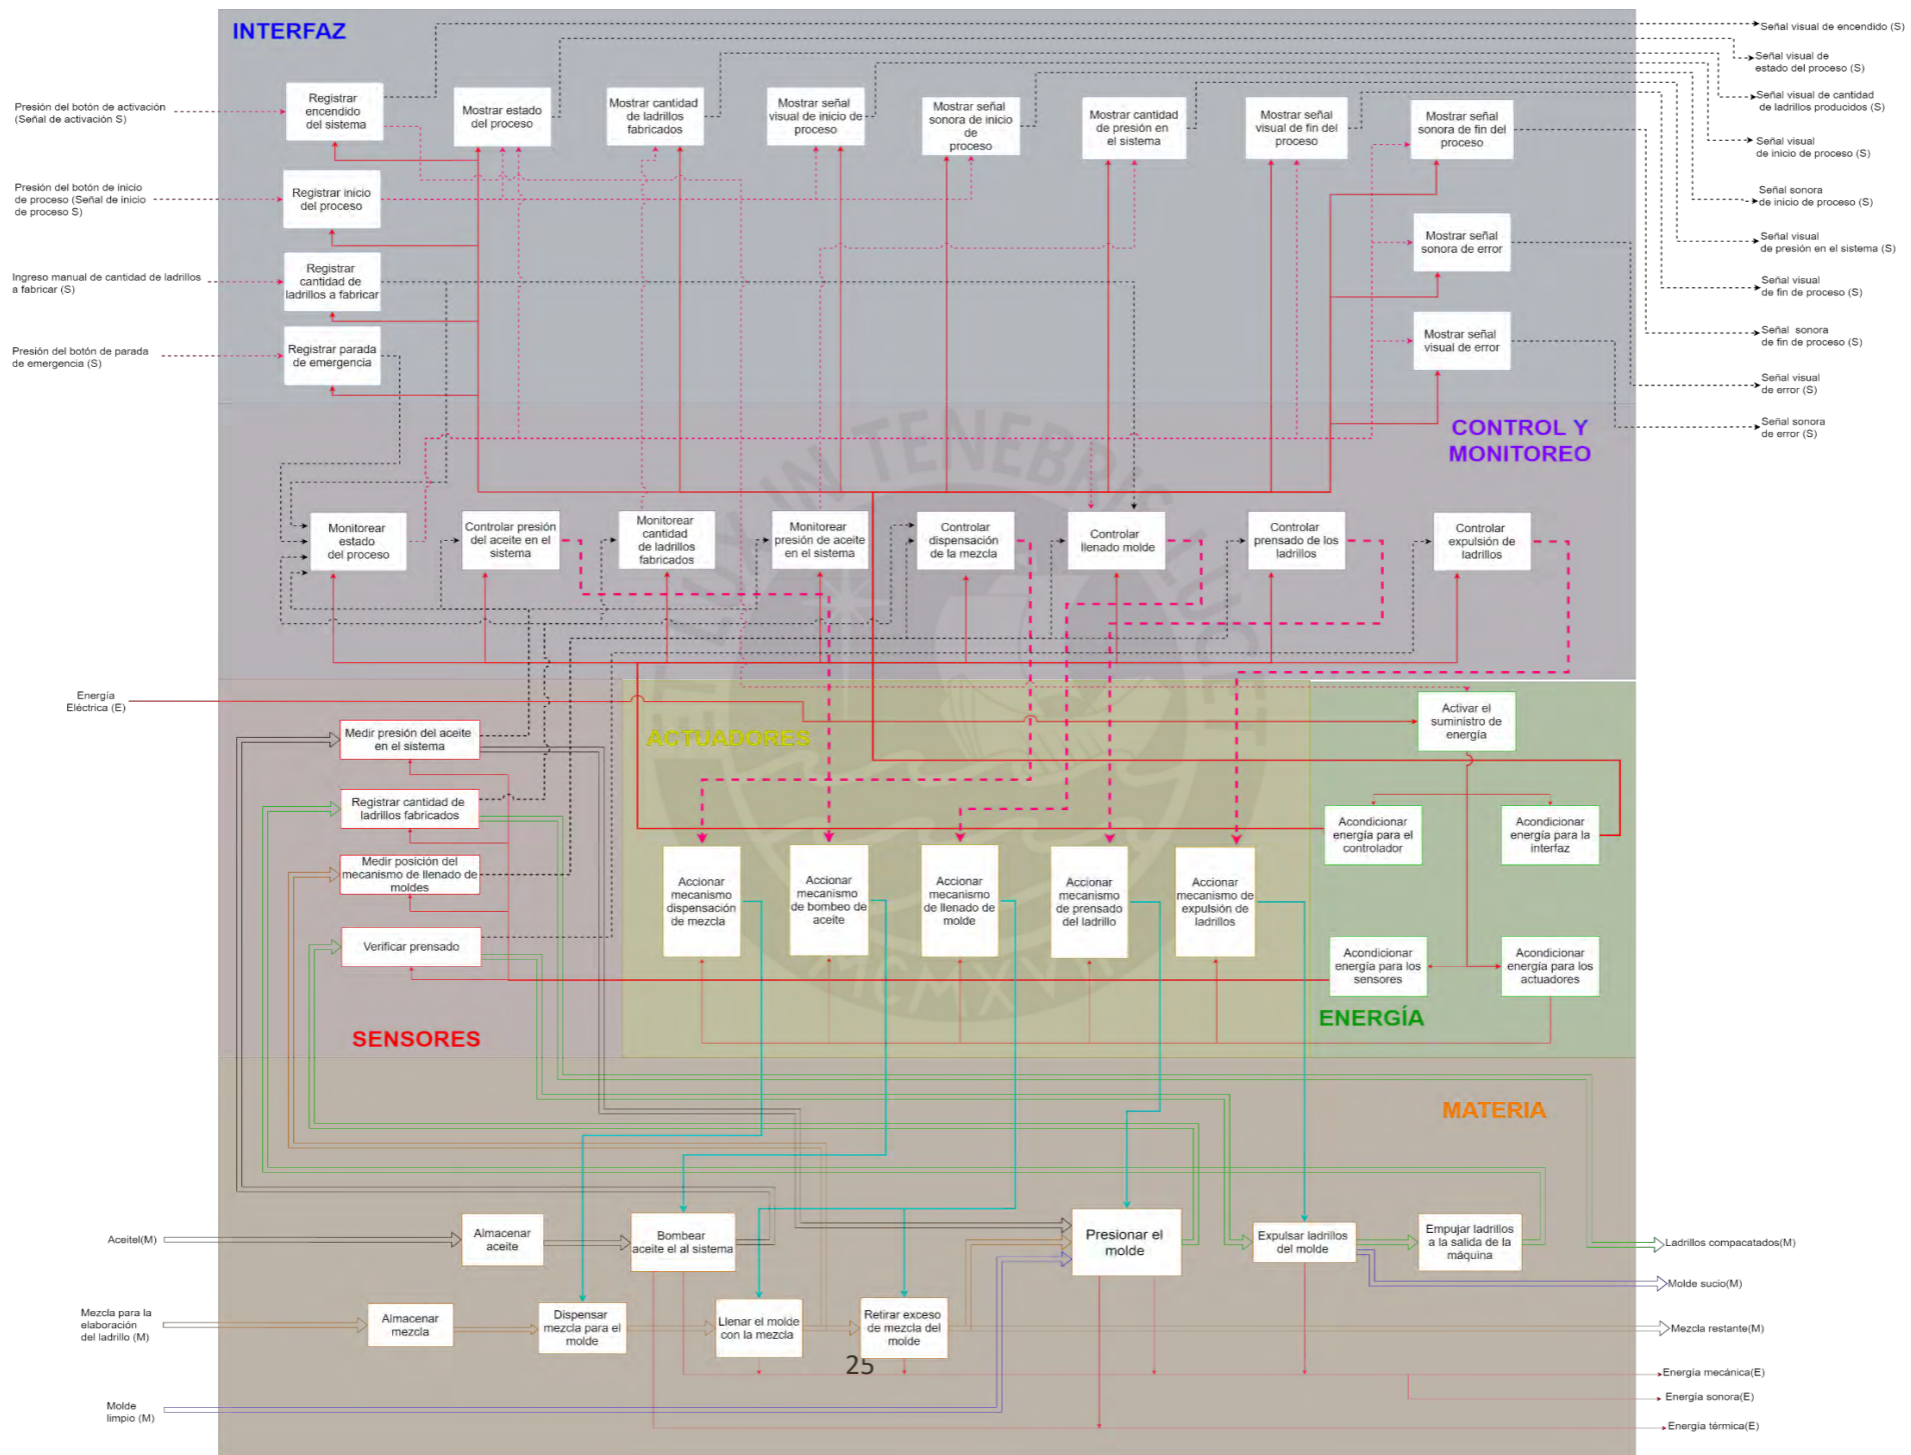 INTERFAZ
Señal visual de encendido (S)
Señal visual de
estado del proceso (S)
Señal visual de cantidad
de ladrillos producidos (S)
Señal visual
de inicio de proceso (S)
Señal sonora
de inicio de proceso (S)
Señal visual
de presión en el sistema (S)
Señal visual
de fin de proceso (S)
Señal sonora
de fin de proceso (S)
Señal visual
de error (S)
Señal sonora
de error (S)
Presión del botón de activación
(Señal de activación S)
Presión del botón de inicio
de proceso (Señal de inicio
de proceso S)
Ingreso manual de cantidad de ladrillos
a fabricar (S)
Presión del botón de parada
de emergencia (S)
Registrar
encendido
del sistema
Mostrar estado
del proceso
Mostrar cantidad
de ladrillos
fabricados
Mostrar señal
visual de inicio de
proceso
Mostrar señal
sonora de inicio
de
proceso
Mostrar cantidad
de presión en
el sistema
Mostrar señal
visual de fin del
proceso
Mostrar señal
sonora de fin del
proceso
Registrar inicio
del proceso
Mostrar señal
sonora de error
Registrar
cantidad de
ladrillos a fabricar
Registrar parada
de emergencia
Mostrar señal
visual de error
CONTROL Y
MONITOREO
Monitorear
estado
del proceso
Controlar presión
del aceite en el
sistema
Monitorear
cantidad
de ladrillos
fabricados
Monitorear
presión de aceite
en el sistema
Controlar
dispensación
de la mezcla
Controlar
llenado molde
Controlar
prensado de los
ladrillos
Controlar
expulsión de
ladrillos
ET LUX IN TENEBRIS LUCET
MCMXVII
Energía
Eléctrica (E)
SENSORES
Medir presión del aceite
en el sistema
Registrar cantidad de
ladrillos fabricados
Medir posición del
mecanismo de llenado de
moldes
Verificar prensado
ACTUADORES
Accionar
mecanismo
dispensación
de mezcla
Accionar
mecanismo
de bombeo de
aceite
Accionar
mecanismo
de llenado de
molde
Accionar
mecanismo
de prensado
del ladrillo
Accionar
mecanismo de
expulsión de
ladrillos
Activar el
suministro de
energía
Acondicionar
energía para el
controlador
Acondicionar
energía para la
interfaz
Acondicionar
energía para los
sensores
Acondicionar
energía para los
actuadores
ENERGÍA
MATERIA
Aceitel(M)
Almacenar
aceite
Bombear
aceite el al sistema
Presionar el
molde
Expulsar ladrillos
del molde
Empujar ladrillos
a la salida de la
máquina
Ladrillos compacatados(M)
Molde sucio(M)
Mezcla para la
elaboración
del ladrillo (M)
Almacenar
mezcla
Dispensar
mezcla para el
molde
Llenar el molde
con la mezcla
Retirar exceso
de mezcla del
molde
Mezcla restante(M)
25
Energía mecánica(E)
Energía sonora(E)
Molde
limpio (M)
Energía térmica(E)